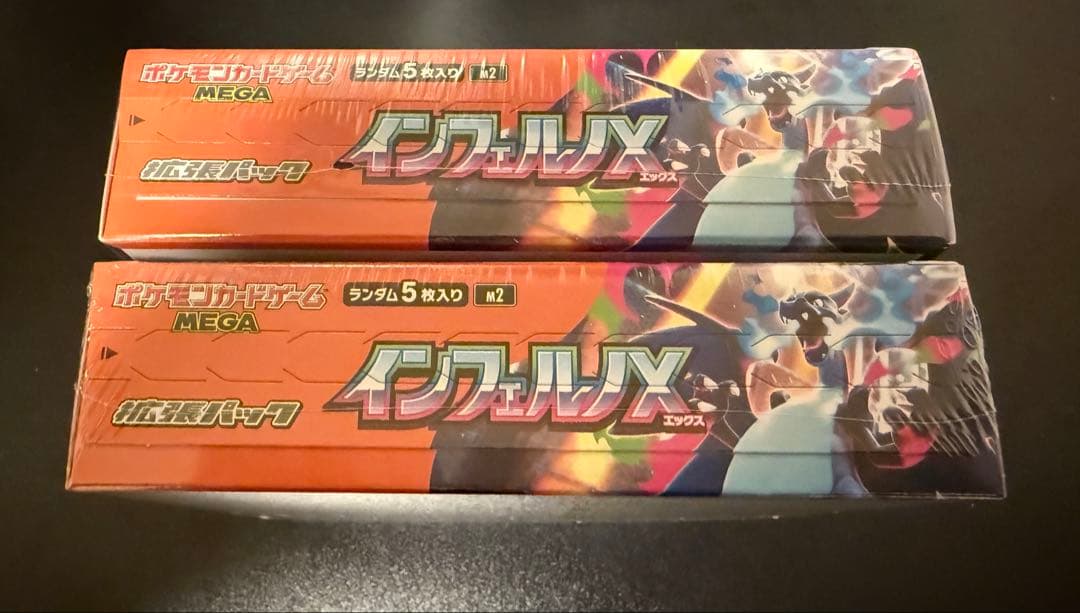 ポケモンカードゲーム
MEGA
ランダム5枚入り M2
インフェルノX
エックス
拡張パック
ポケモンカードゲーム
MEGA
ランダム5枚入り M2
インフェルノX
エックス
拡張パック